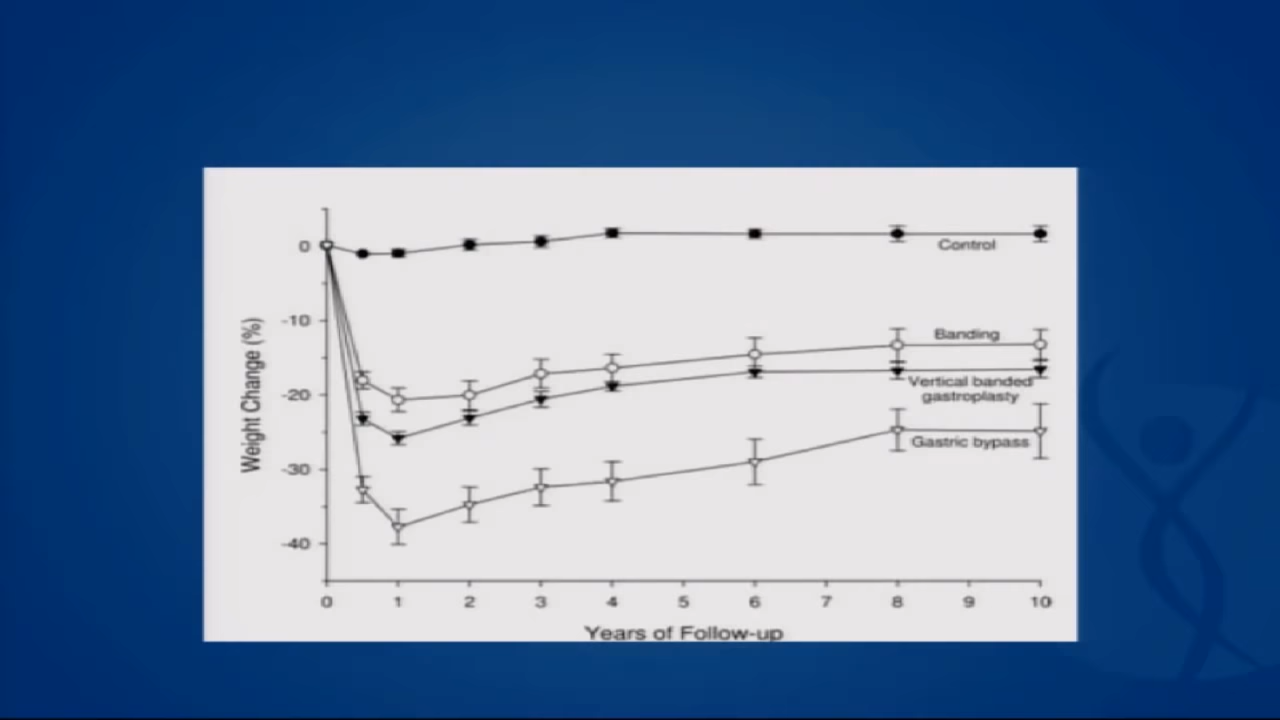 0
-10
-20
-30
-40
Weight Change (%)
Control
Banding
Vertical banded
gastroplasty
Gastric bypass
0 1 2 3 4 5 6 7 8 9 10
Years of Follow-up